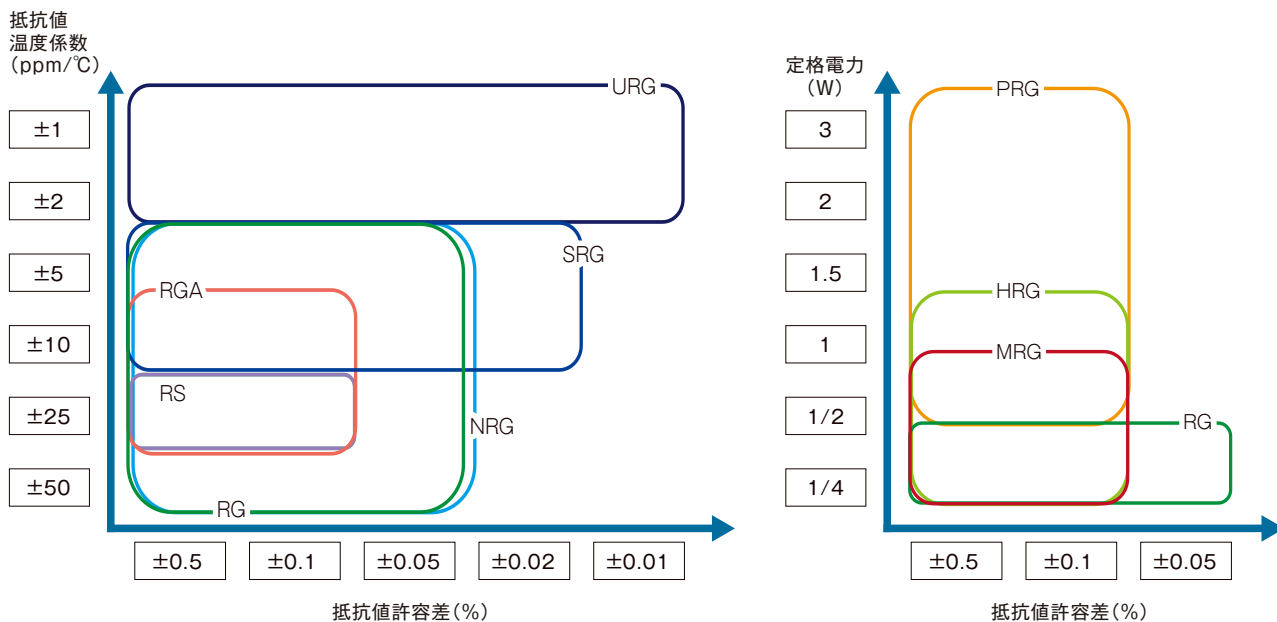 抵抗値
温度係数
(ppm/℃)
±1
±2
±5
±10
±25
±50
URG
SRG
RGA
RS
NRG
RG
±0.5
±0.1
±0.05
±0.02
±0.01
抵抗値許容差(%)
定格電力
(W)
3
2
1.5
1
1/2
1/4
PRG
HRG
MRG
RG
±0.5
±0.1
±0.05
抵抗値許容差(%)